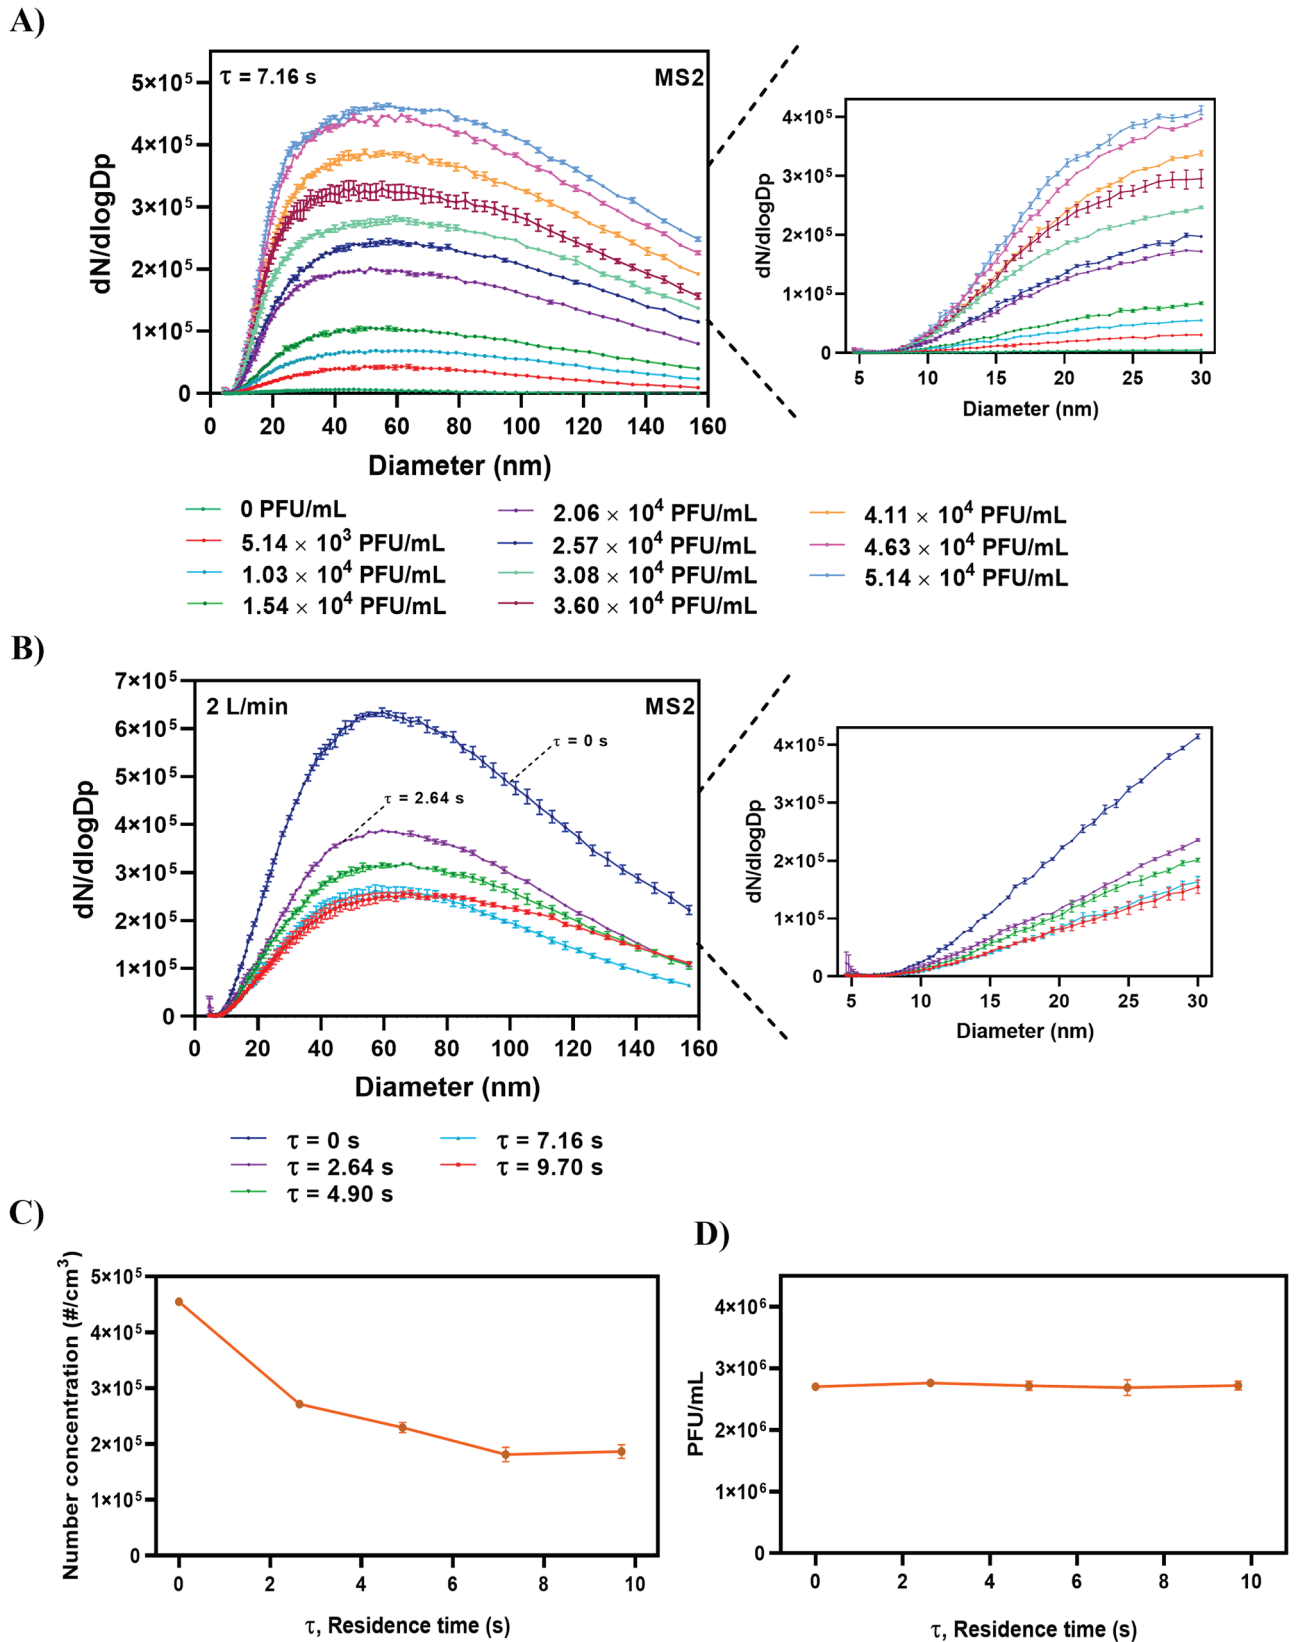 A)
τ = 7.16 s
MS2
dN/dlogDp
5×10⁵
4×10⁵
3×10⁵
2×10⁵
1×10⁵
0
0 20 40 60 80 100 120 140 160
Diameter (nm)
dN/dlogDp
4×10⁵
3×10⁵
2×10⁵
1×10⁵
0
5 10 15 20 25 30
Diameter (nm)
0 PFU/mL
5.14 × 10³ PFU/mL
1.03 × 10⁴ PFU/mL
1.54 × 10⁴ PFU/mL
2.06 × 10⁴ PFU/mL
2.57 × 10⁴ PFU/mL
3.08 × 10⁴ PFU/mL
3.60 × 10⁴ PFU/mL
4.11 × 10⁴ PFU/mL
4.63 × 10⁴ PFU/mL
5.14 × 10⁴ PFU/mL
B)
2 L/min
MS2
τ = 0 s
τ = 2.64 s
dN/dlogDp
7×10⁵
6×10⁵
5×10⁵
4×10⁵
3×10⁵
2×10⁵
1×10⁵
0
0 20 40 60 80 100 120 140 160
Diameter (nm)
dN/dlogDp
4×10⁵
3×10⁵
2×10⁵
1×10⁵
0
5 10 15 20 25 30
Diameter (nm)
τ = 0 s
τ = 2.64 s
τ = 4.90 s
τ = 7.16 s
τ = 9.70 s
C)
Number concentration (#/cm³)
5×10⁵
4×10⁵
3×10⁵
2×10⁵
1×10⁵
0
0 2 4 6 8 10
τ, Residence time (s)
D)
PFU/mL
4×10⁶
3×10⁶
2×10⁶
1×10⁶
0
0 2 4 6 8 10
τ, Residence time (s)